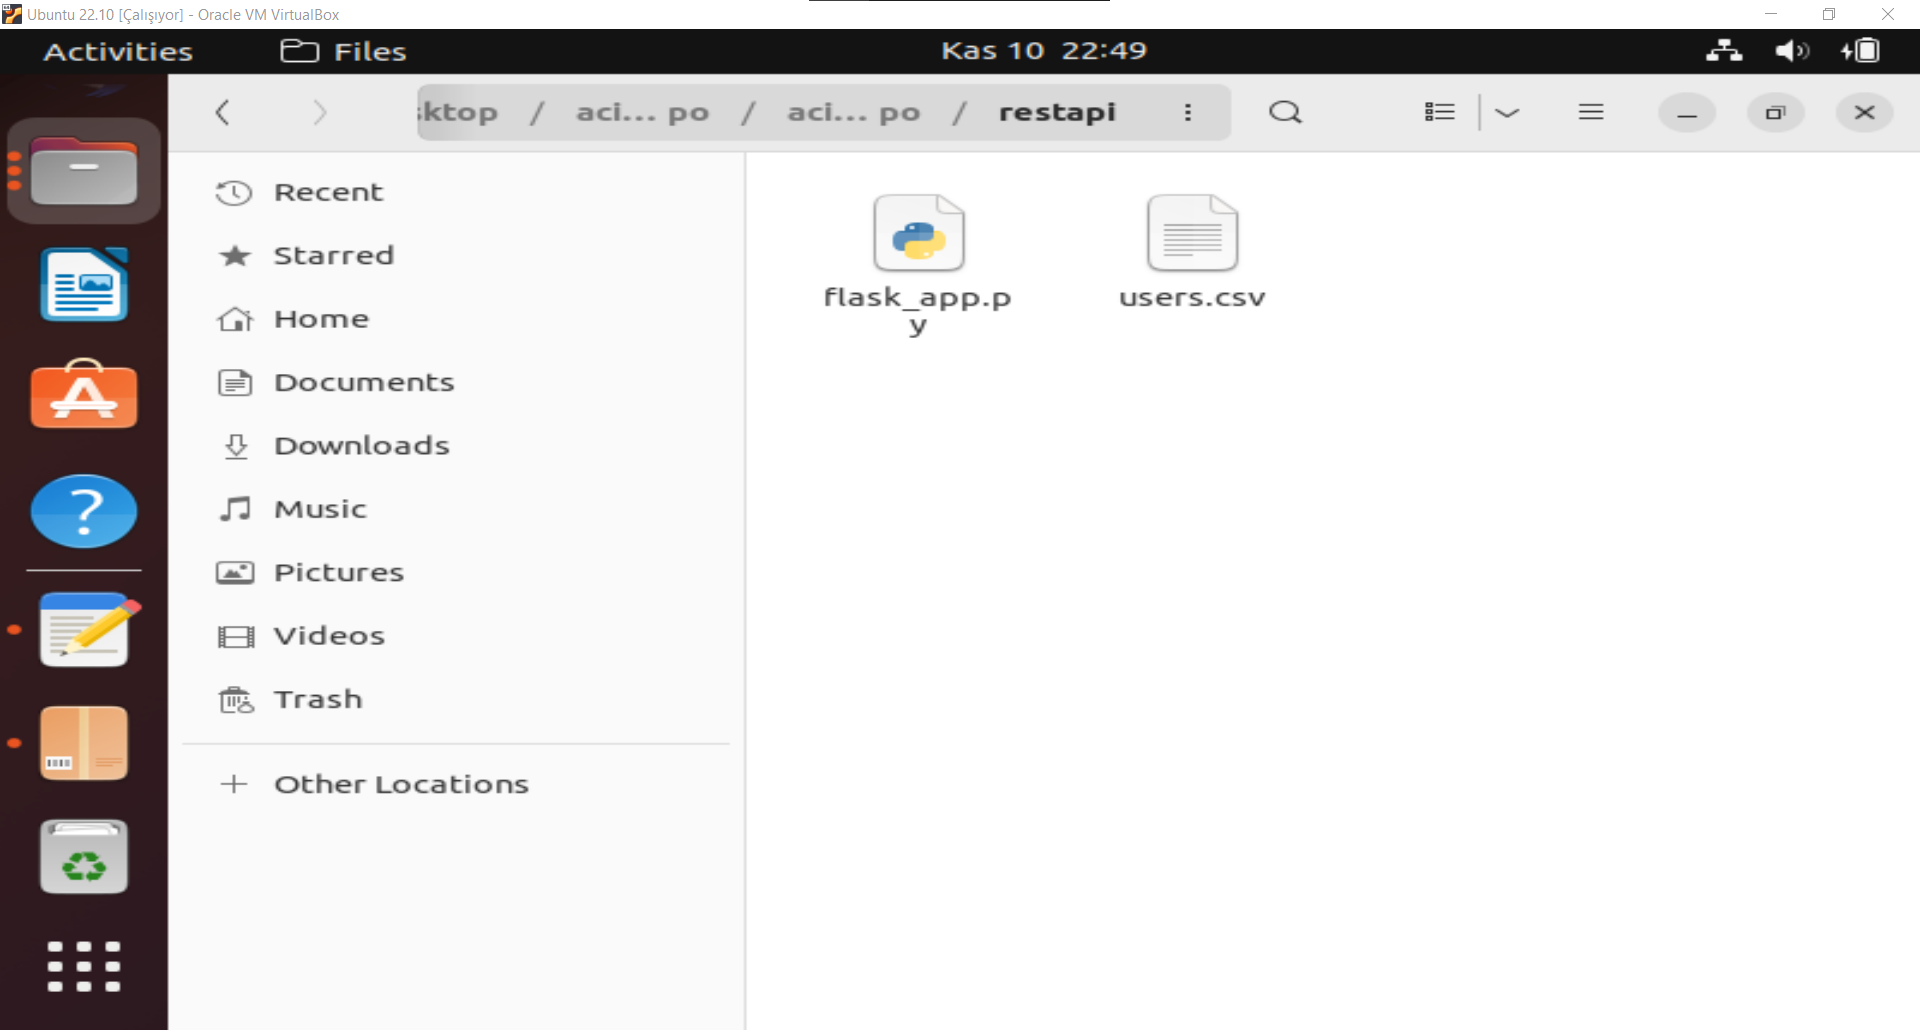 Ubuntu 22.10 [Çalışıyor] - Oracle VM VirtualBox
Activities Files Kas 10 22:49
ktop / aci... po / aci... po / restapi
Recent
Starred
Home
Documents
Downloads
Music
Pictures
Videos
Trash
Other Locations
flask_app.p
y
users.csv